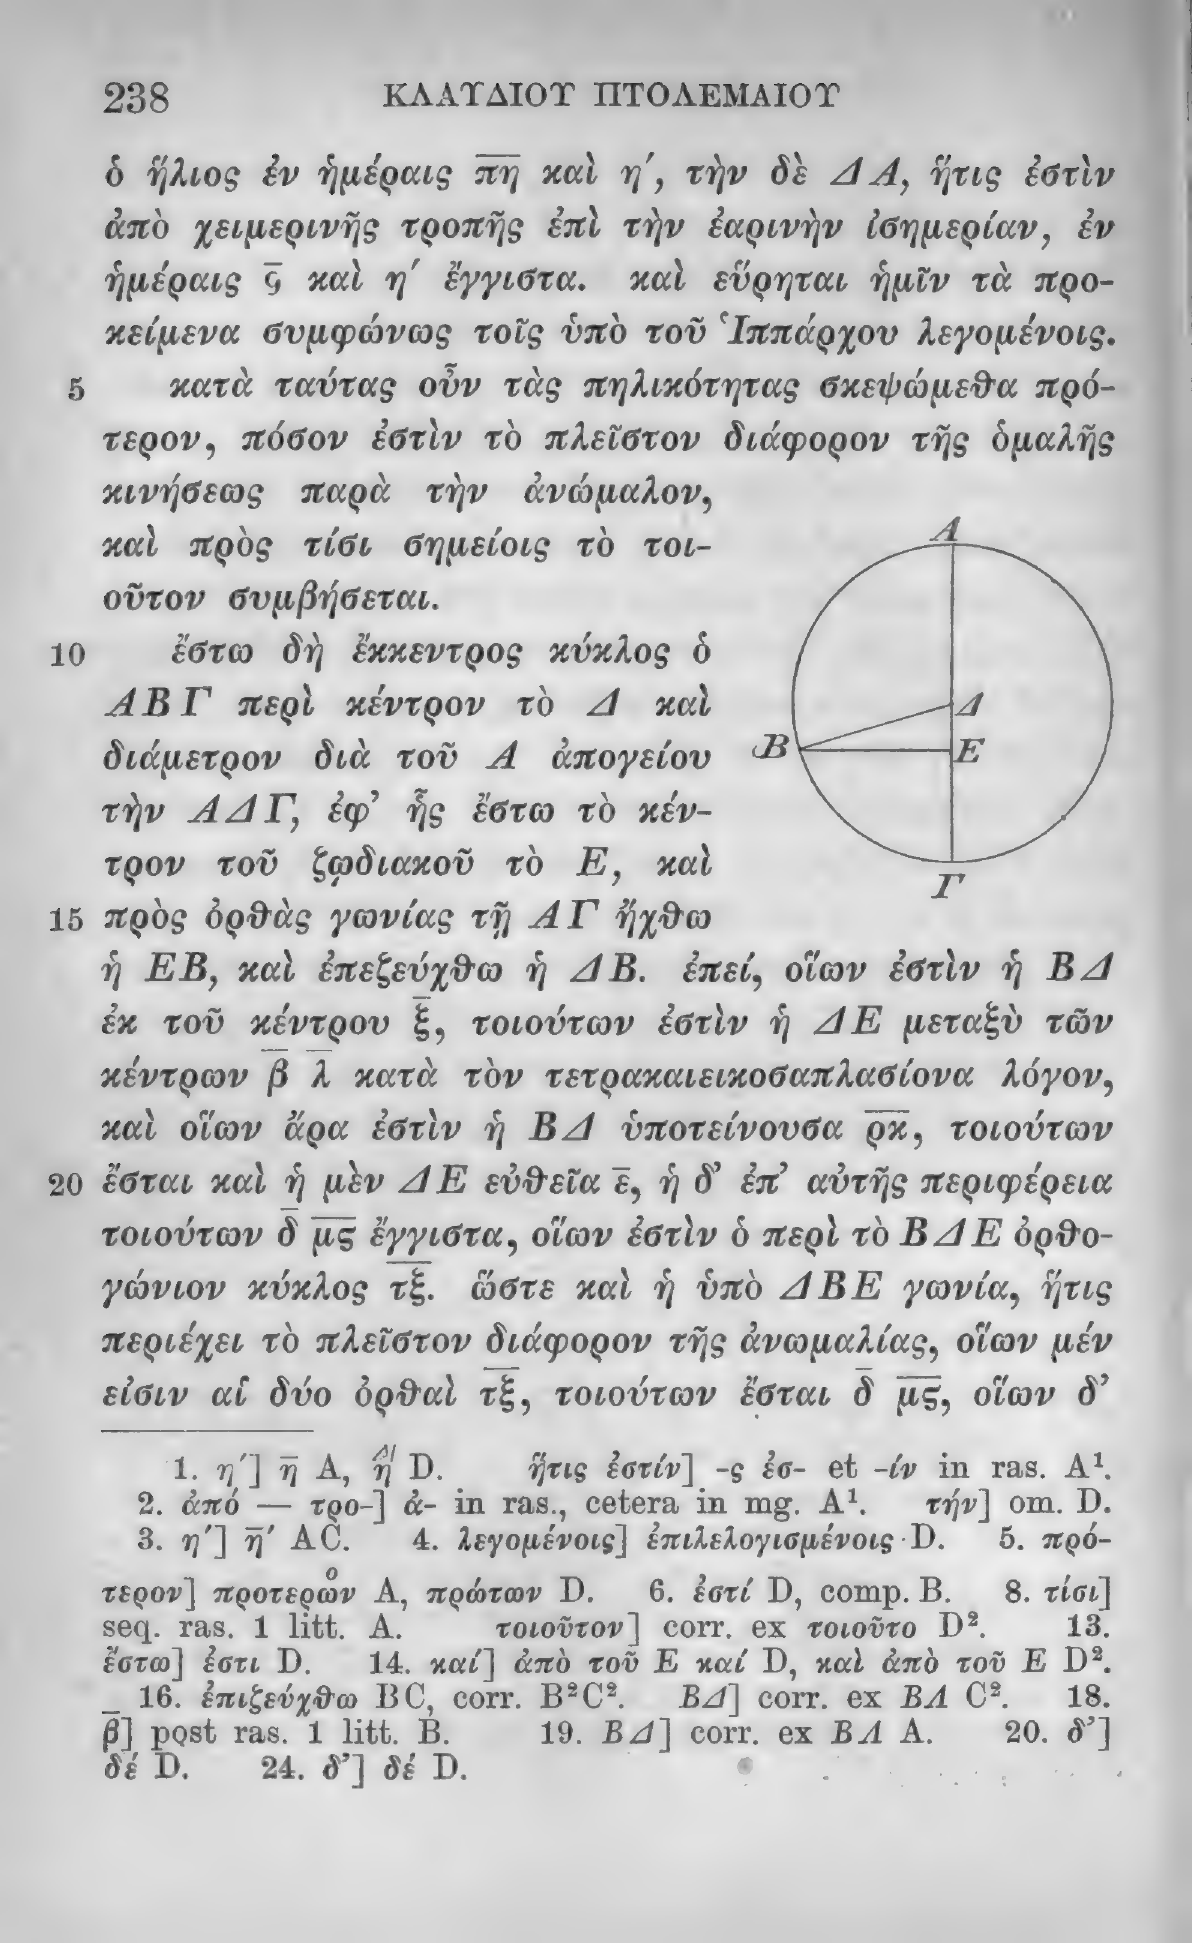 238 ΚΛΑΥΔΙΟΥ ΠΤΟΛΕΜΑΙΟΥ
ὁ ἥλιος ἐν ἡμέραις π̅η̅ καὶ η′, τὴν δὲ ΔΑ, ἥτις ἐστὶν
ἀπὸ χειμερινῆς τροπῆς ἐπὶ τὴν ἐαρινὴν ἰσημερίαν, ἐν
ἡμέραις ϟ̅ καὶ η′ ἔγγιστα. καὶ εὕρηται ἡμῖν τὰ προ-
κείμενα συμφώνως τοῖς ὑπὸ τοῦ Ἱππάρχου λεγομένοις.
5 κατὰ ταύτας οὖν τὰς πηλικότητας σκεψώμεθα πρό-
τερον, πόσον ἐστὶν τὸ πλεῖστον διάφορον τῆς ὁμαλῆς
κινήσεως παρὰ τὴν ἀνώμαλον,
καὶ πρὸς τίσι σημείοις τὸ τοι-
οῦτον συμβήσεται.
10 ἔστω δὴ ἔκκεντρος κύκλος ὁ
ΑΒΓ περὶ κέντρον τὸ Δ καὶ
διάμετρον διὰ τοῦ Α ἀπογείου
τὴν ΑΔΓ, ἐφ’ ἧς ἔστω τὸ κέν-
τρον τοῦ ζῳδιακοῦ τὸ Ε, καὶ
15 πρὸς ὀρθὰς γωνίας τῇ ΑΓ ἤχθω
Α
Δ
Β
Ε
Γ
ἡ ΕΒ, καὶ ἐπεζεύχθω ἡ ΔΒ. ἐπεί, οἵων ἐστὶν ἡ ΒΔ
ἐκ τοῦ κέντρου ξ̅, τοιούτων ἐστὶν ἡ ΔΕ μεταξὺ τῶν
κέντρων β̅ λ̅ κατὰ τὸν τετρακαιεικοσαπλασίονα λόγον,
καὶ οἵων ἄρα ἐστὶν ἡ ΒΔ ὑποτείνουσα ρ̅κ̅, τοιούτων
20 ἔσται καὶ ἡ μὲν ΔΕ εὐθεῖα ε̅, ἡ δ’ ἐπ’ αὐτῆς περιφέρεια
τοιούτων δ̅ μ̅ϛ̅ ἔγγιστα, οἵων ἐστὶν ὁ περὶ τὸ ΒΔΕ ὀρθο-
γώνιον κύκλος τ̅ξ̅. ὥστε καὶ ἡ ὑπὸ ΔΒΕ γωνία, ἥτις
περιέχει τὸ πλεῖστον διάφορον τῆς ἀνωμαλίας, οἵων μέν
εἰσιν αἱ δύο ὀρθαὶ τ̅ξ̅, τοιούτων ἔσται δ̅ μ̅ϛ̅, οἵων δ’
1. η′] η̅ A, D. ἥτις ἐστίν] -ς ἐσ- et -ίν in ras. A¹.
2. ἀπό — τρο-] ἀ- in ras., cetera in mg. A¹. τήν] om. D.
3. η′] η̅′ AC. 4. λεγομένοις] ἐπιλελογισμένοις D. 5. πρό-
τερον] προτερων A, πρώτων D. 6. ἐστί D, comp. B. 8. τίσι]
seq. ras. 1 litt. A. τοιοῦτον] corr. ex τοιοῦτο D². 13.
ἔστω] ἐστι D. 14. καί] ἀπὸ τοῦ Ε καί D, καὶ ἀπὸ τοῦ Ε D².
16. ἐπιζεύχθω BC, corr. B²C². ΒΔ] corr. ex ΒΑ C². 18.
β̅] post ras. 1 litt. B. 19. ΒΔ] corr. ex ΒΑ A. 20. δ’]
δέ D. 24. δ’] δέ D.